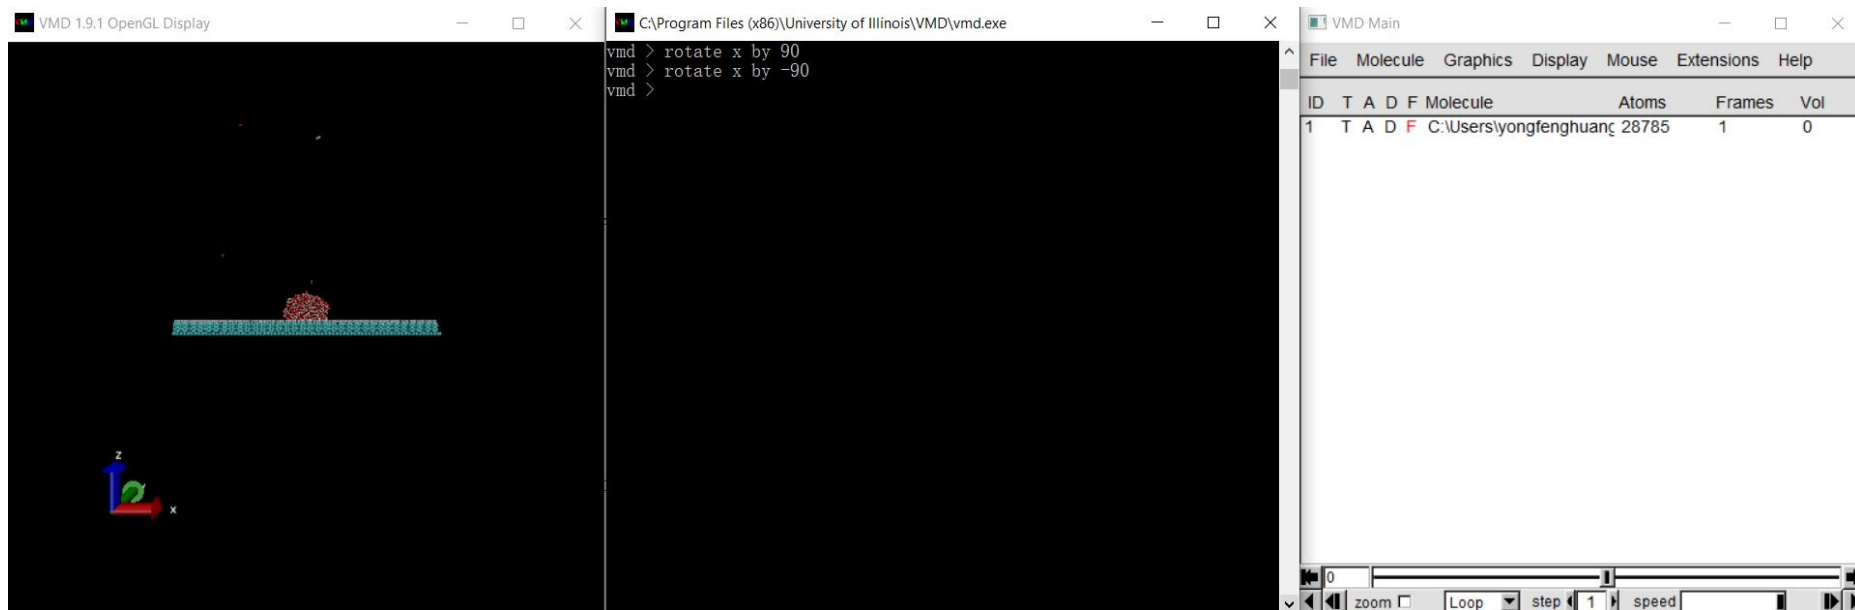 VMD 1.9.1 OpenGL Display
z
x
C:\Program Files (x86)\University of Illinois\VMD\vmd.exe
vmd > rotate x by 90
vmd > rotate x by -90
vmd >
VMD Main
File Molecule Graphics Display Mouse Extensions Help
ID T A D F Molecule Atoms Frames Vol
1 T A D F C:\Users\yongfenghuang 28785 1 0
0
zoom Loop step 1 speed